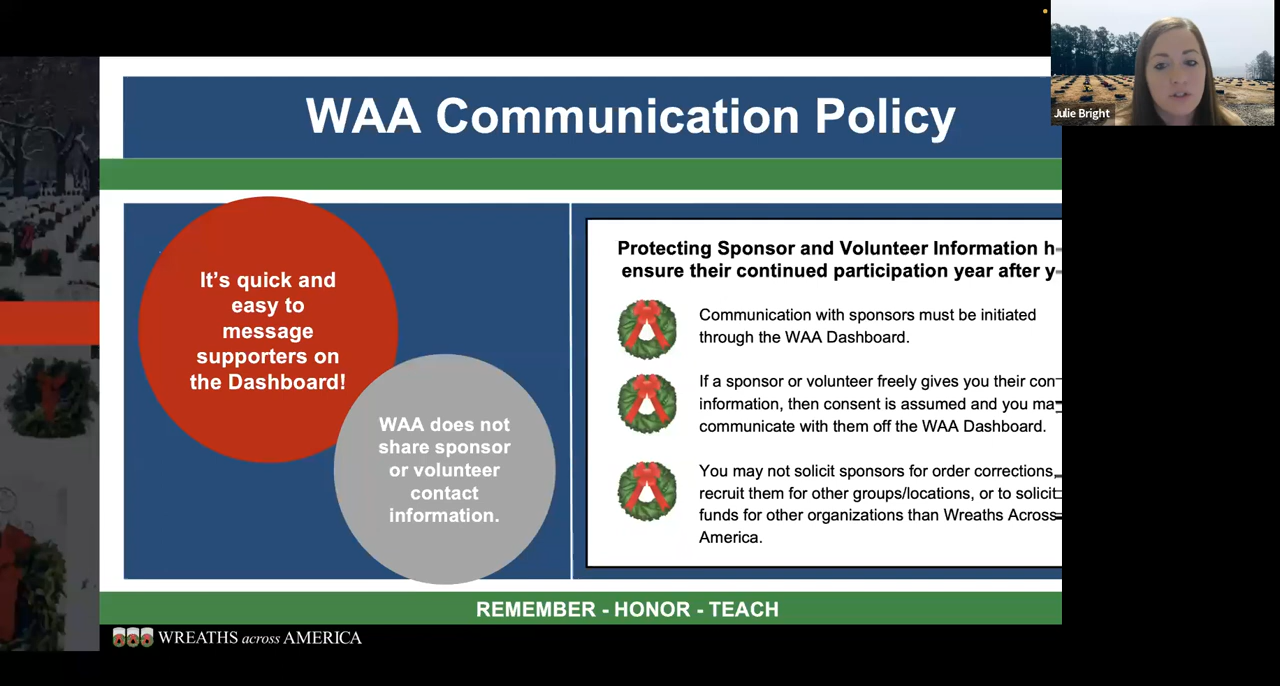 WAA Communication Policy
Julie Bright
It's quick and
easy to
message
supporters on
the Dashboard!
WAA does not
share sponsor
or volunteer
contact
information.
Protecting Sponsor and Volunteer Information
ensure their continued participation year after
Communication with sponsors must be initiated
through the WAA Dashboard.
If a sponsor or volunteer freely gives you their
information, then consent is assumed and you
communicate with them off the WAA Dashboard.
You may not solicit sponsors for order corrections,
recruit them for other groups/locations, or to solicit
funds for other organizations than Wreaths Across
America.
REMEMBER - HONOR - TEACH
WREATHS across AMERICA